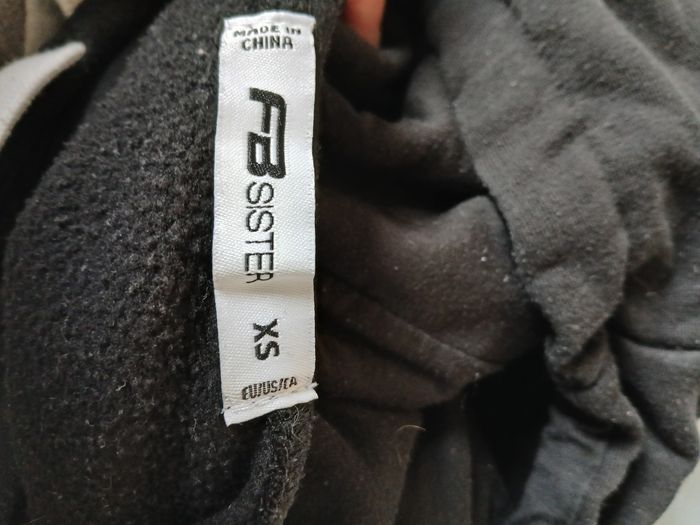 MADE IN
CHINA
FB
SISTER
XS
EU/US/CA